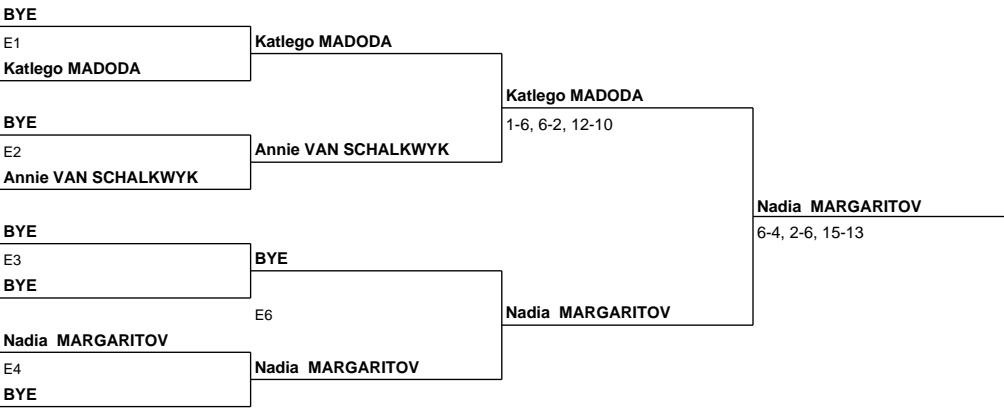 BYE
E1
Katlego MADODA
Katlego MADODA
Katlego MADODA
1-6, 6-2, 12-10
BYE
E2
Annie VAN SCHALKWYK
Annie VAN SCHALKWYK
Nadia MARGARITOV
6-4, 2-6, 15-13
BYE
E3
BYE
BYE
E6
Nadia MARGARITOV
Nadia MARGARITOV
E4
Nadia MARGARITOV
BYE